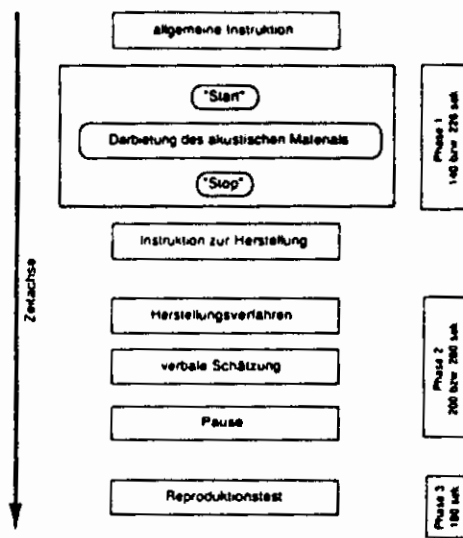 allgemeine Instruktion
"Start"
Darbietung des akustischen Materials
"Stop"
Phase 1
140 bzw 226 sek
Instruktion zur Herstellung
Zeitachse
Herstellungsverfahren
verbale Schätzung
Pause
Phase 2
200 bzw 280 sek
Reproduktionstest
Phase 3
180 sek